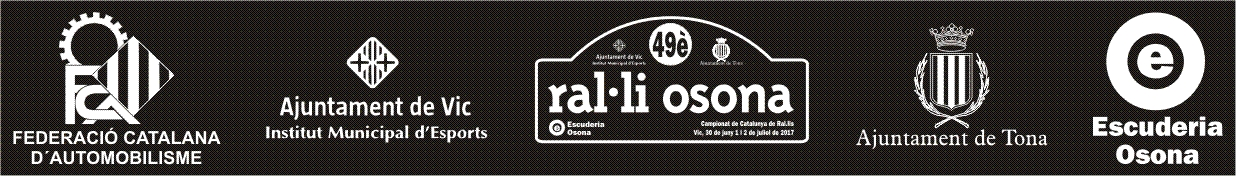 FCA
FEDERACIÓ CATALANA
D´AUTOMOBILISME
Ajuntament de Vic
Institut Municipal d'Esports
49è
Ajuntament de Vic
Institut Municipal d'Esports
Ajuntament de Tona
ral·li osona
e
Escuderia
Osona
Campionat de Catalunya de Ral.lis
Vic, 30 de juny 1 i 2 de juliol de 2017
Ajuntament de Tona
e
Escuderia
Osona